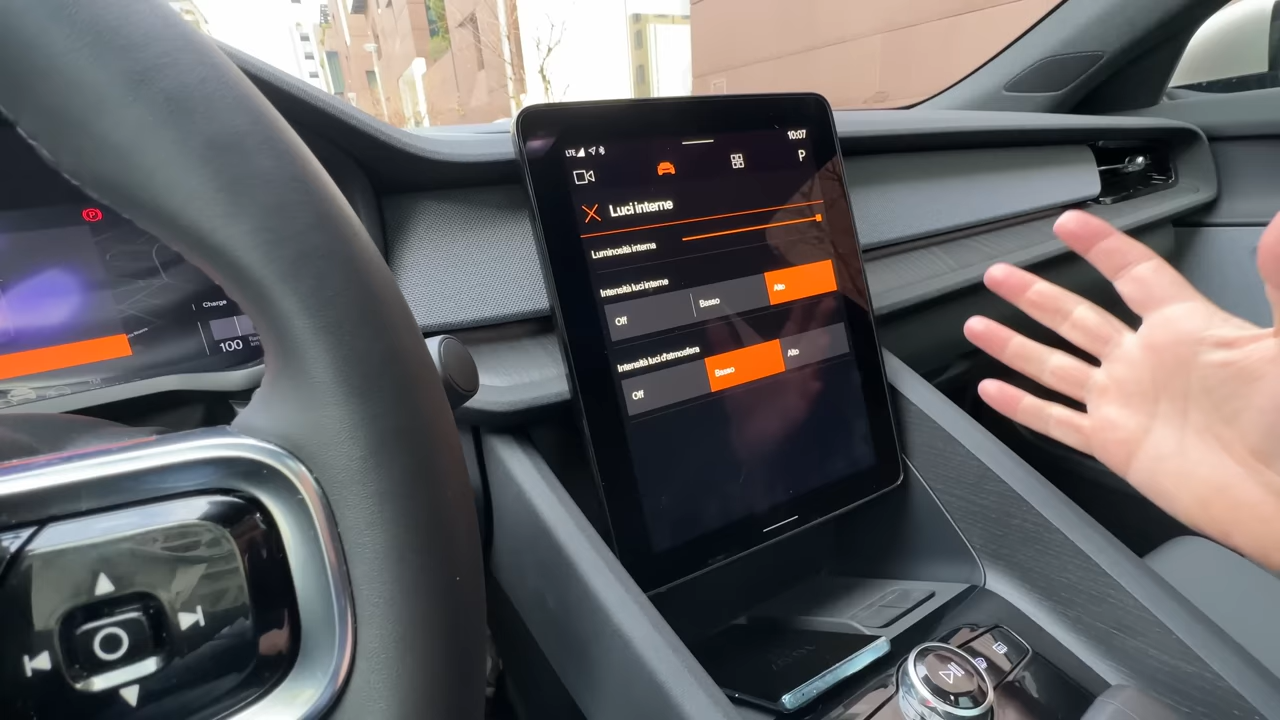 LTE
10:07
P
Luci interne
Luminosità interna
Intensità luci interne
Off
Basso
Alto
Intensità luci d'atmosfera
Off
Basso
Alto
P
Charge
100